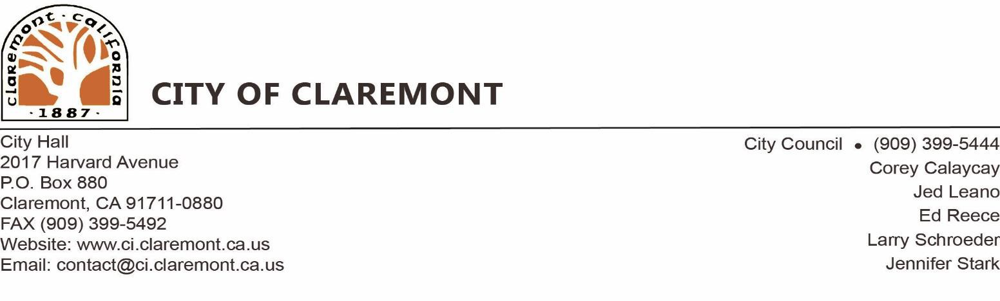 claremont · california
· 1887 ·
CITY OF CLAREMONT
City Hall
2017 Harvard Avenue
P.O. Box 880
Claremont, CA 91711-0880
FAX (909) 399-5492
Website: www.ci.claremont.ca.us
Email: contact@ci.claremont.ca.us
City Council • (909) 399-5444
Corey Calaycay
Jed Leano
Ed Reece
Larry Schroeder
Jennifer Stark